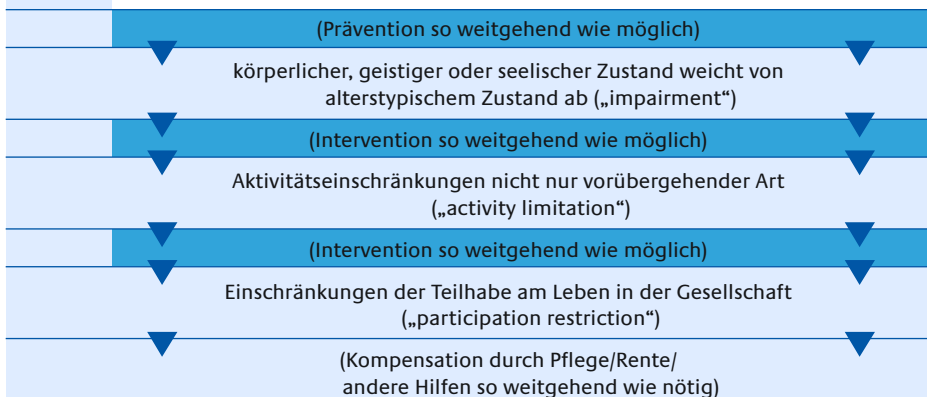 (Prävention so weitgehend wie möglich)
körperlicher, geistiger oder seelischer Zustand weicht von
alterstypischem Zustand ab („impairment“)
(Intervention so weitgehend wie möglich)
Aktivitätseinschränkungen nicht nur vorübergehender Art
(„activity limitation“)
(Intervention so weitgehend wie möglich)
Einschränkungen der Teilhabe am Leben in der Gesellschaft
(„participation restriction“)
(Kompensation durch Pflege/Rente/
andere Hilfen so weitgehend wie nötig)